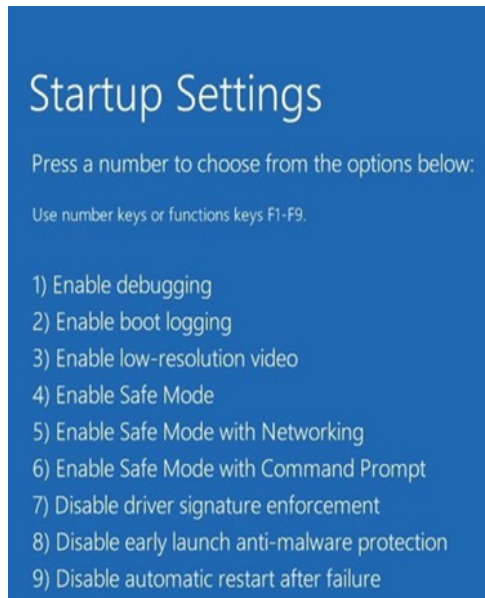 Startup Settings
Press a number to choose from the options below:
Use number keys or functions keys F1-F9.
1) Enable debugging
2) Enable boot logging
3) Enable low-resolution video
4) Enable Safe Mode
5) Enable Safe Mode with Networking
6) Enable Safe Mode with Command Prompt
7) Disable driver signature enforcement
8) Disable early launch anti-malware protection
9) Disable automatic restart after failure